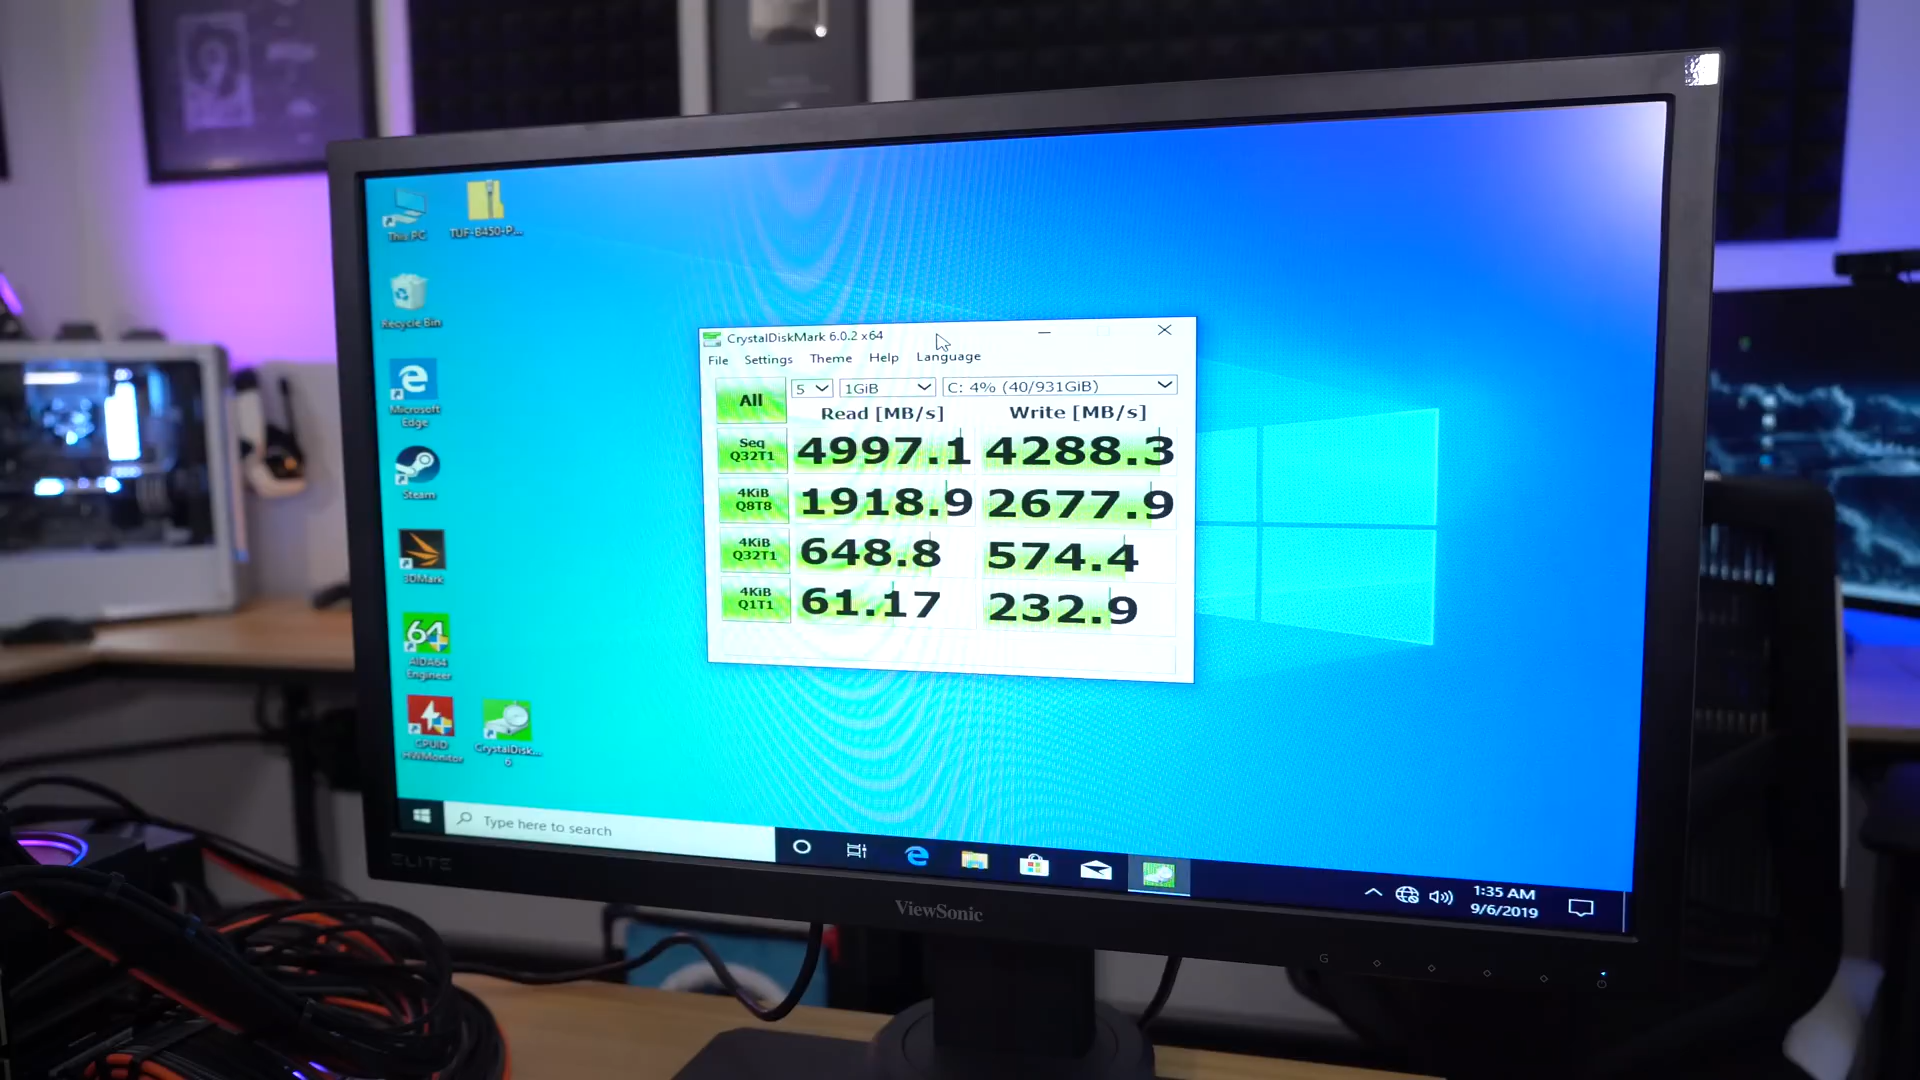 This PC
TUF-B450-P...
Recycle Bin
Microsoft
Edge
Steam
3DMark
64
AIDA64
Engineer
CPUID
HWMonitor
CrystalDisk...
6
CrystalDiskMark 6.0.2 x64
File Settings Theme Help Language
All 5 1GiB C: 4% (40/931GiB)
Read [MB/s] Write [MB/s]
Seq
Q32T1 4997.1 4288.3
4KiB
Q8T8 1918.9 2677.9
4KiB
Q32T1 648.8 574.4
4KiB
Q1T1 61.17 232.9
Type here to search
1:35 AM
9/6/2019
ELITE
ViewSonic
G